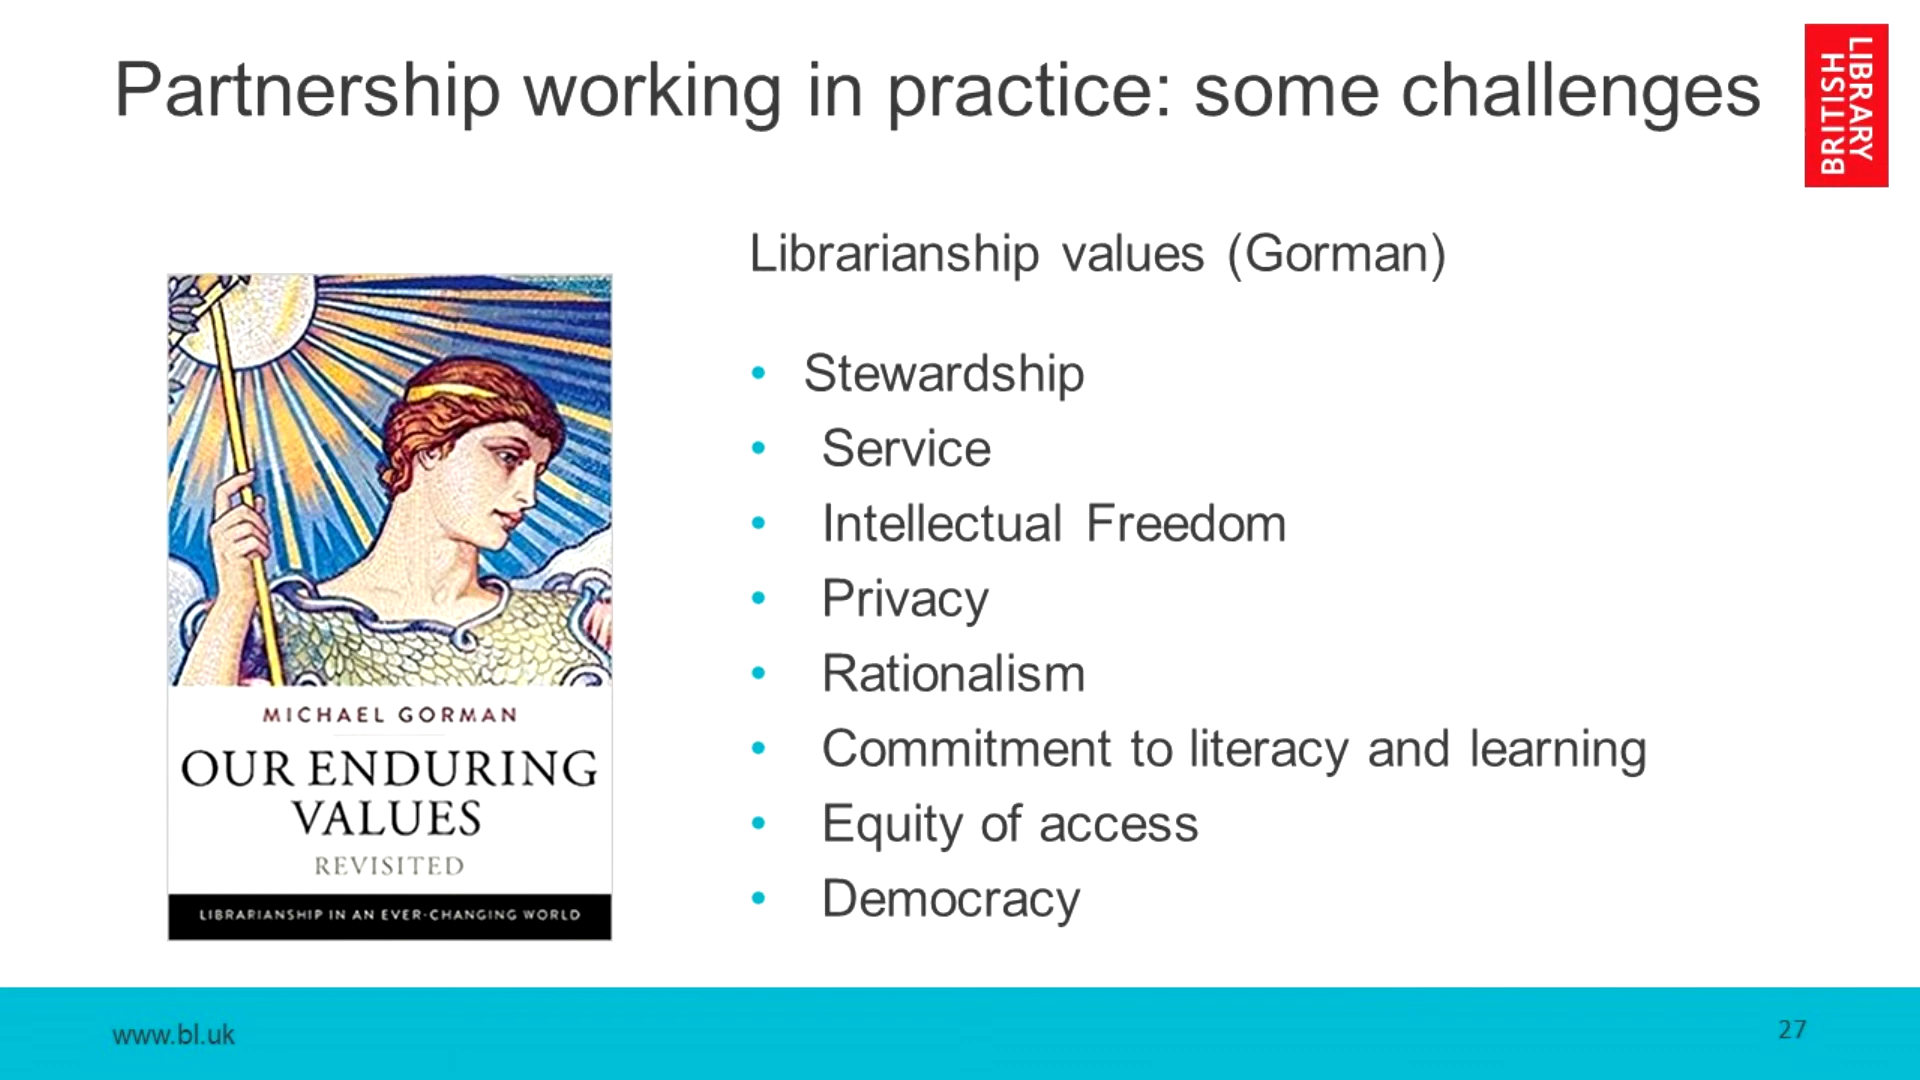 Partnership working in practice: some challenges
BRITISH
LIBRARY
Librarianship values (Gorman)
• Stewardship
• Service
• Intellectual Freedom
• Privacy
• Rationalism
• Commitment to literacy and learning
• Equity of access
• Democracy
MICHAEL GORMAN
OUR ENDURING
VALUES
REVISITED
LIBRARIANSHIP IN AN EVER-CHANGING WORLD
www.bl.uk
27